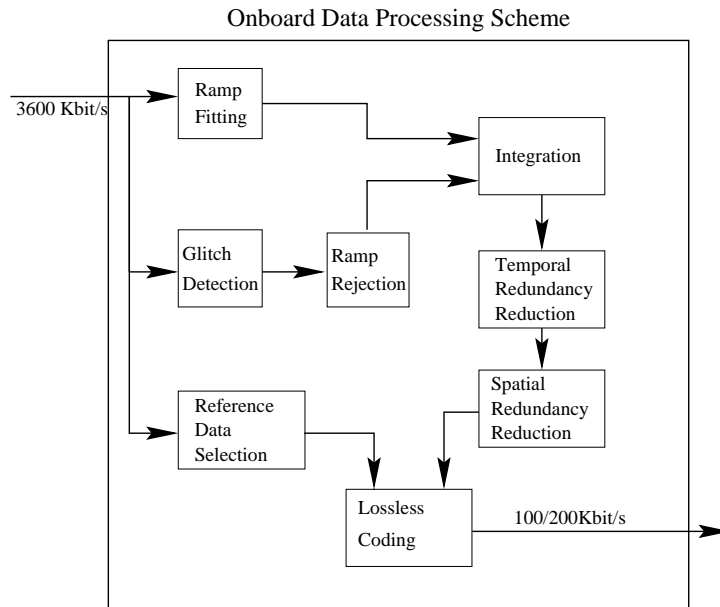 Onboard Data Processing Scheme
3600 Kbit/s
Ramp
Fitting
Integration
Glitch
Detection
Ramp
Rejection
Temporal
Redundancy
Reduction
Spatial
Redundancy
Reduction
Reference
Data
Selection
Lossless
Coding
100/200Kbit/s